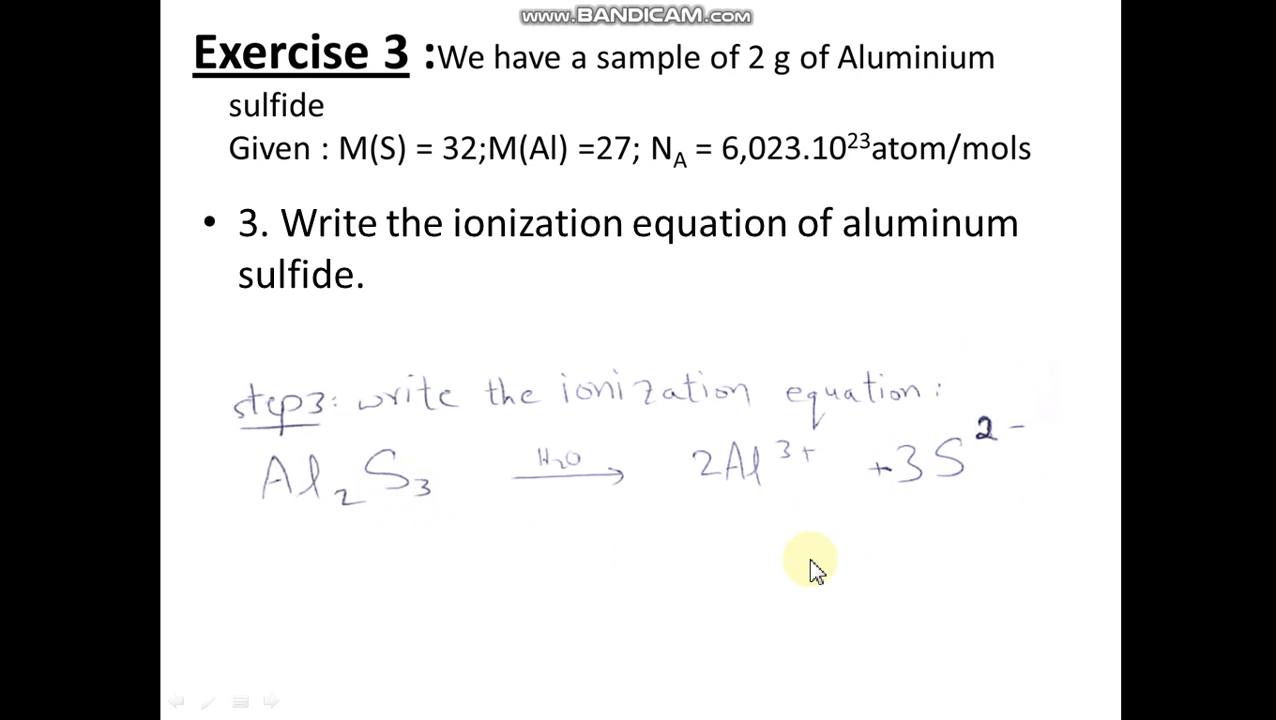 www.BANDICAM.com
Exercise 3 :We have a sample of 2 g of Aluminium
sulfide
Given : M(S) = 32;M(Al) =27; N_A = 6,023.10²³atom/mols
• 3. Write the ionization equation of aluminum
sulfide.
step3: write the ionization equation:
Al₂S₃ —H₂O→ 2Al³⁺ +3S²⁻